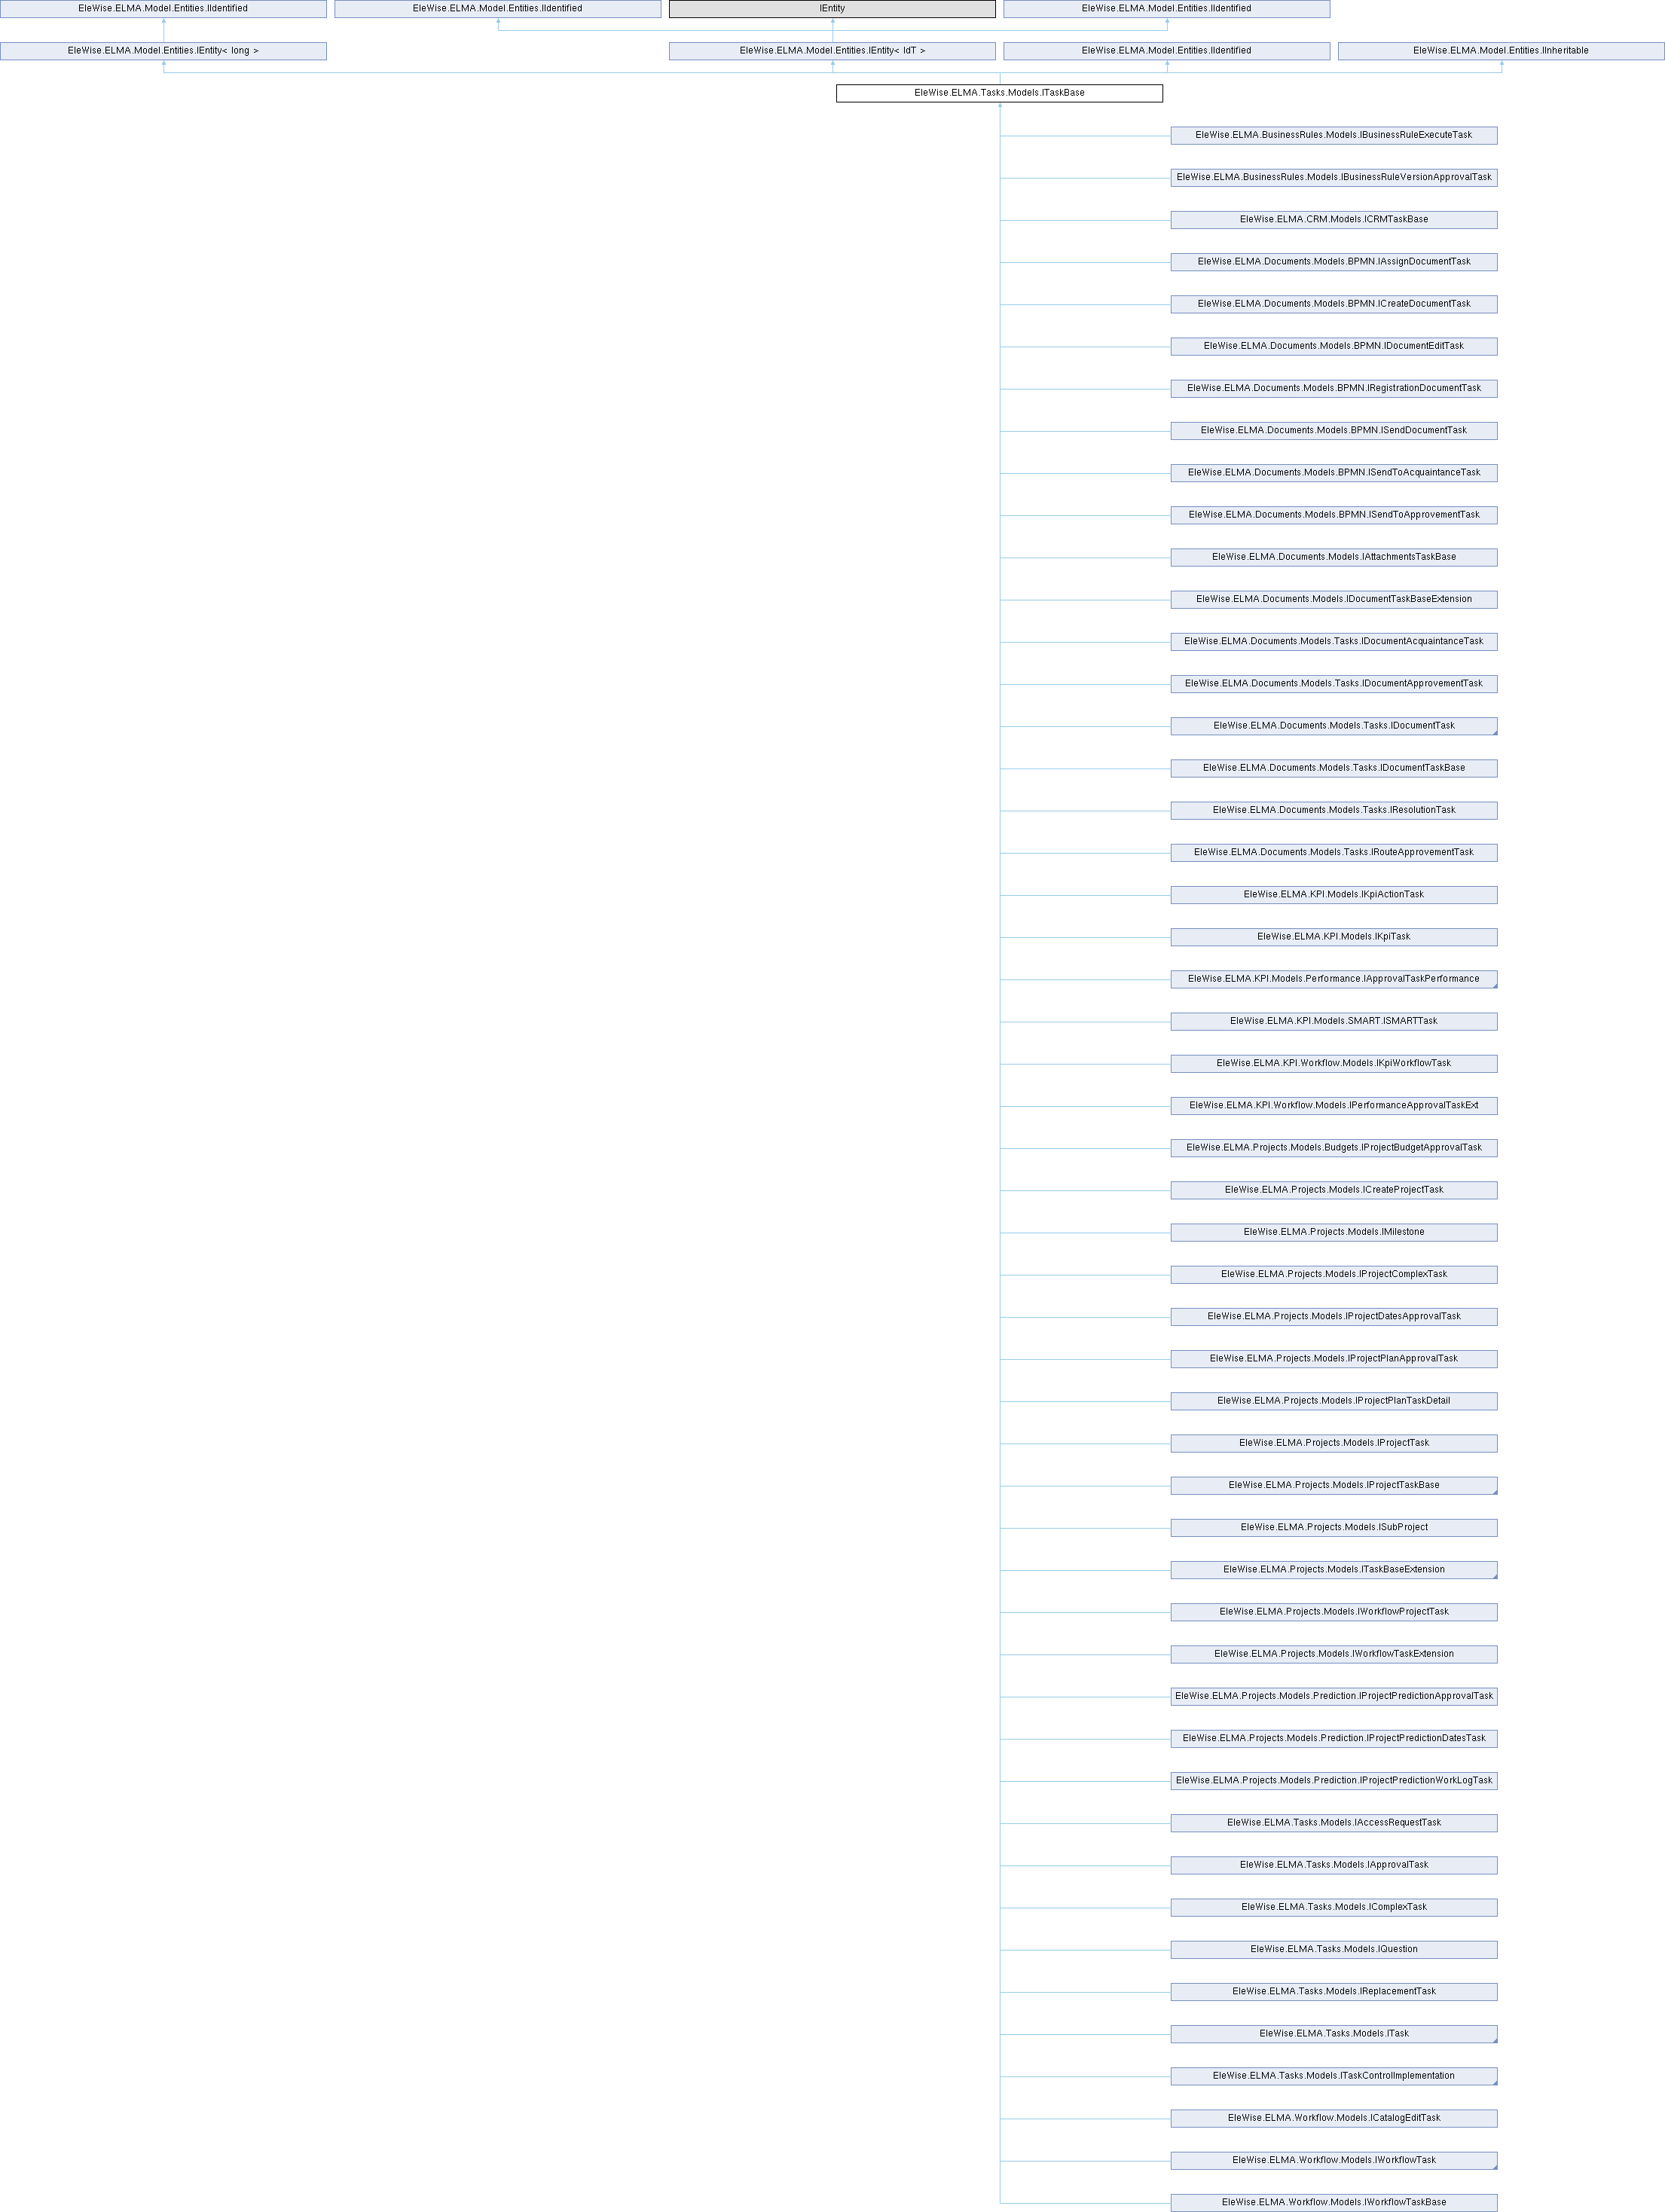 EleWise.ELMA.Model.Entities.IIdentified
EleWise.ELMA.Model.Entities.IIdentified
IEntity
EleWise.ELMA.Model.Entities.IIdentified
EleWise.ELMA.Model.Entities.IEntity< long >
EleWise.ELMA.Model.Entities.IEntity< IdT >
EleWise.ELMA.Model.Entities.IIdentified
EleWise.ELMA.Model.Entities.IInheritable
EleWise.ELMA.Tasks.Models.ITaskBase
EleWise.ELMA.BusinessRules.Models.IBusinessRuleExecuteTask
EleWise.ELMA.BusinessRules.Models.IBusinessRuleVersionApprovalTask
EleWise.ELMA.CRM.Models.ICRMTaskBase
EleWise.ELMA.Documents.Models.BPMN.IAssignDocumentTask
EleWise.ELMA.Documents.Models.BPMN.ICreateDocumentTask
EleWise.ELMA.Documents.Models.BPMN.IDocumentEditTask
EleWise.ELMA.Documents.Models.BPMN.IRegistrationDocumentTask
EleWise.ELMA.Documents.Models.BPMN.ISendDocumentTask
EleWise.ELMA.Documents.Models.BPMN.ISendToAcquaintanceTask
EleWise.ELMA.Documents.Models.BPMN.ISendToApprovementTask
EleWise.ELMA.Documents.Models.IAttachmentsTaskBase
EleWise.ELMA.Documents.Models.IDocumentTaskBaseExtension
EleWise.ELMA.Documents.Models.Tasks.IDocumentAcquaintanceTask
EleWise.ELMA.Documents.Models.Tasks.IDocumentApprovementTask
EleWise.ELMA.Documents.Models.Tasks.IDocumentTask
EleWise.ELMA.Documents.Models.Tasks.IDocumentTaskBase
EleWise.ELMA.Documents.Models.Tasks.IResolutionTask
EleWise.ELMA.Documents.Models.Tasks.IRouteApprovementTask
EleWise.ELMA.KPI.Models.IKpiActionTask
EleWise.ELMA.KPI.Models.IKpiTask
EleWise.ELMA.KPI.Models.Performance.IApprovalTaskPerformance
EleWise.ELMA.KPI.Models.SMART.ISMARTTask
EleWise.ELMA.KPI.Workflow.Models.IKpiWorkflowTask
EleWise.ELMA.KPI.Workflow.Models.IPerformanceApprovalTaskExt
EleWise.ELMA.Projects.Models.Budgets.IProjectBudgetApprovalTask
EleWise.ELMA.Projects.Models.ICreateProjectTask
EleWise.ELMA.Projects.Models.IMilestone
EleWise.ELMA.Projects.Models.IProjectComplexTask
EleWise.ELMA.Projects.Models.IProjectDatesApprovalTask
EleWise.ELMA.Projects.Models.IProjectPlanApprovalTask
EleWise.ELMA.Projects.Models.IProjectPlanTaskDetail
EleWise.ELMA.Projects.Models.IProjectTask
EleWise.ELMA.Projects.Models.IProjectTaskBase
EleWise.ELMA.Projects.Models.ISubProject
EleWise.ELMA.Projects.Models.ITaskBaseExtension
EleWise.ELMA.Projects.Models.IWorkflowProjectTask
EleWise.ELMA.Projects.Models.IWorkflowTaskExtension
EleWise.ELMA.Projects.Models.Prediction.IProjectPredictionApprovalTask
EleWise.ELMA.Projects.Models.Prediction.IProjectPredictionDatesTask
EleWise.ELMA.Projects.Models.Prediction.IProjectPredictionWorkLogTask
EleWise.ELMA.Tasks.Models.IAccessRequestTask
EleWise.ELMA.Tasks.Models.IApprovalTask
EleWise.ELMA.Tasks.Models.IComplexTask
EleWise.ELMA.Tasks.Models.IQuestion
EleWise.ELMA.Tasks.Models.IReplacementTask
EleWise.ELMA.Tasks.Models.ITask
EleWise.ELMA.Tasks.Models.ITaskControlImplementation
EleWise.ELMA.Workflow.Models.ICatalogEditTask
EleWise.ELMA.Workflow.Models.IWorkflowTask
EleWise.ELMA.Workflow.Models.IWorkflowTaskBase